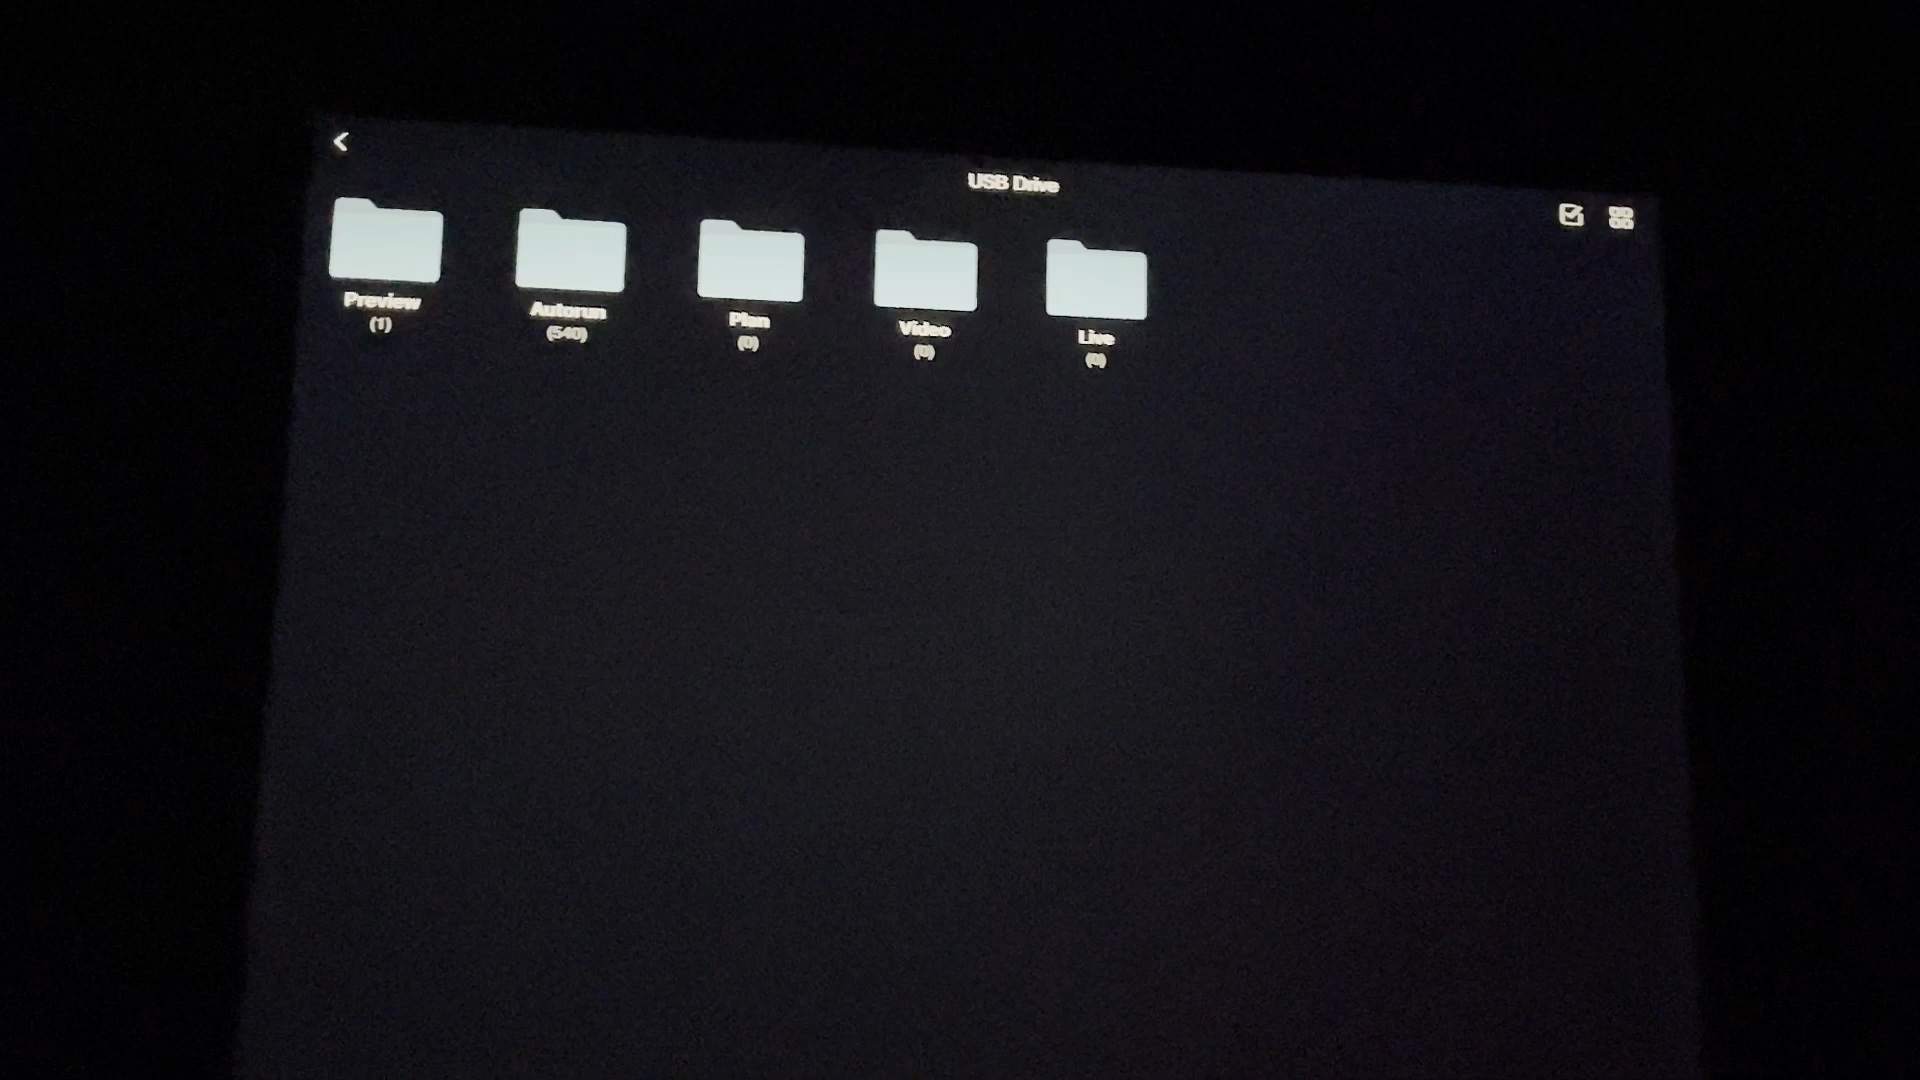 USB Drive
Preview
(1)
Autorun
(540)
Plan
(0)
Video
(0)
Live
(0)